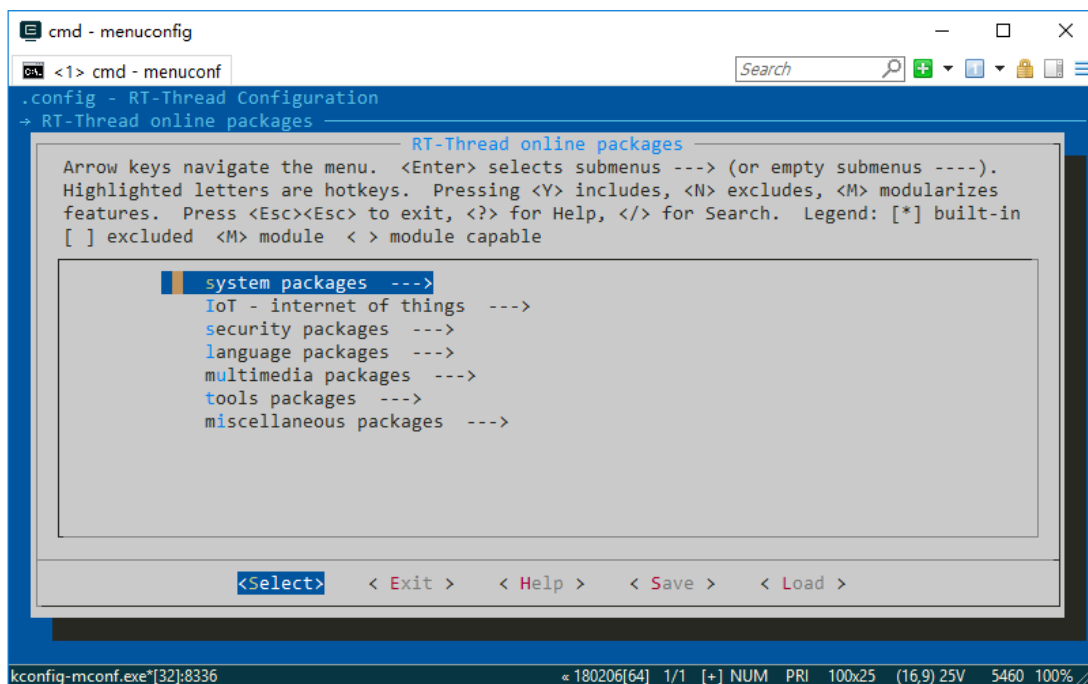 cmd - menuconfig
<1> cmd - menuconf
Search
.config - RT-Thread Configuration
→ RT-Thread online packages
RT-Thread online packages
Arrow keys navigate the menu.  <Enter> selects submenus ---> (or empty submenus ----).
Highlighted letters are hotkeys.  Pressing <Y> includes, <N> excludes, <M> modularizes
features.  Press <Esc><Esc> to exit, <?> for Help, </> for Search.  Legend: [*] built-in
[ ] excluded  <M> module  < > module capable
system packages  --->
IoT - internet of things  --->
security packages  --->
language packages  --->
multimedia packages  --->
tools packages  --->
miscellaneous packages  --->
<Select>    < Exit >    < Help >    < Save >    < Load >
kconfig-mconf.exe*[32]:8336    « 180206[64]  1/1  [+] NUM  PRI  100x25  (16,9) 25V  5460  100%